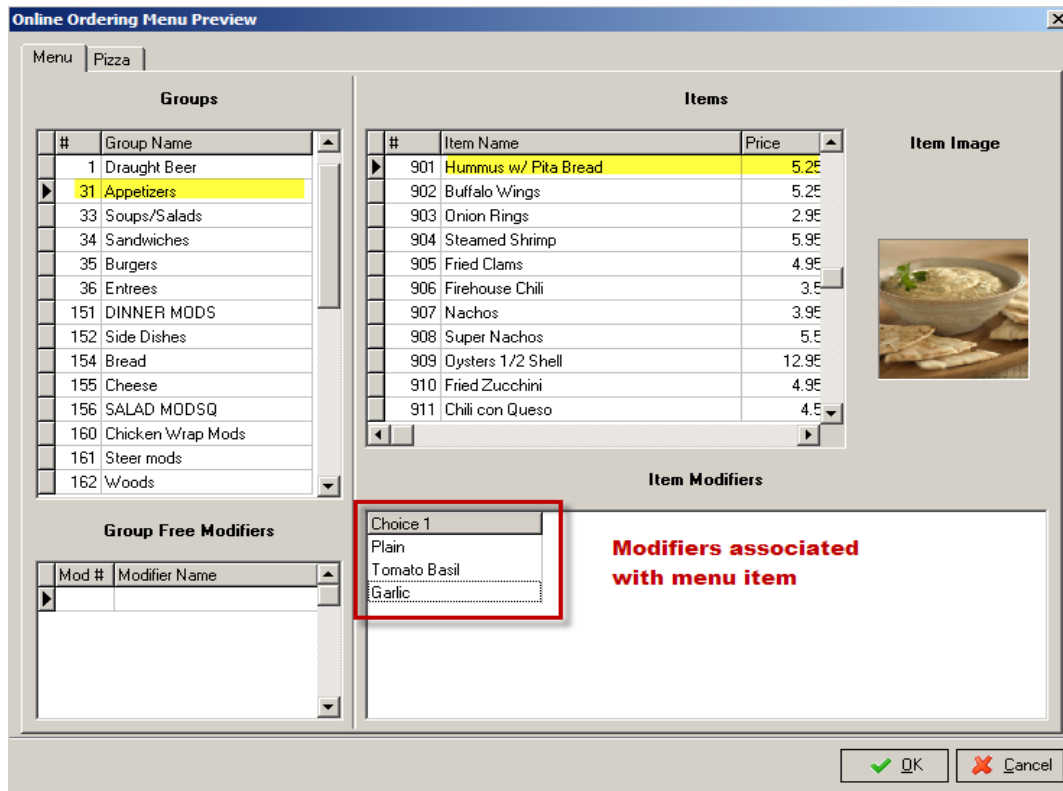 Online Ordering Menu Preview
Menu
Pizza
Groups
# Group Name
1 Draught Beer
31 Appetizers
33 Soups/Salads
34 Sandwiches
35 Burgers
36 Entrees
151 DINNER MODS
152 Side Dishes
154 Bread
155 Cheese
156 SALAD MODSQ
160 Chicken Wrap Mods
161 Steer mods
162 Woods
Group Free Modifiers
Mod # Modifier Name
Items
# Item Name Price
901 Hummus w/ Pita Bread 5.25
902 Buffalo Wings 5.25
903 Onion Rings 2.95
904 Steamed Shrimp 5.95
905 Fried Clams 4.95
906 Firehouse Chili 3.5
907 Nachos 3.95
908 Super Nachos 5.5
909 Oysters 1/2 Shell 12.95
910 Fried Zucchini 4.95
911 Chili con Queso 4.5
Item Image
Item Modifiers
Choice 1
Plain
Tomato Basil
Garlic
Modifiers associated
with menu item
OK
Cancel